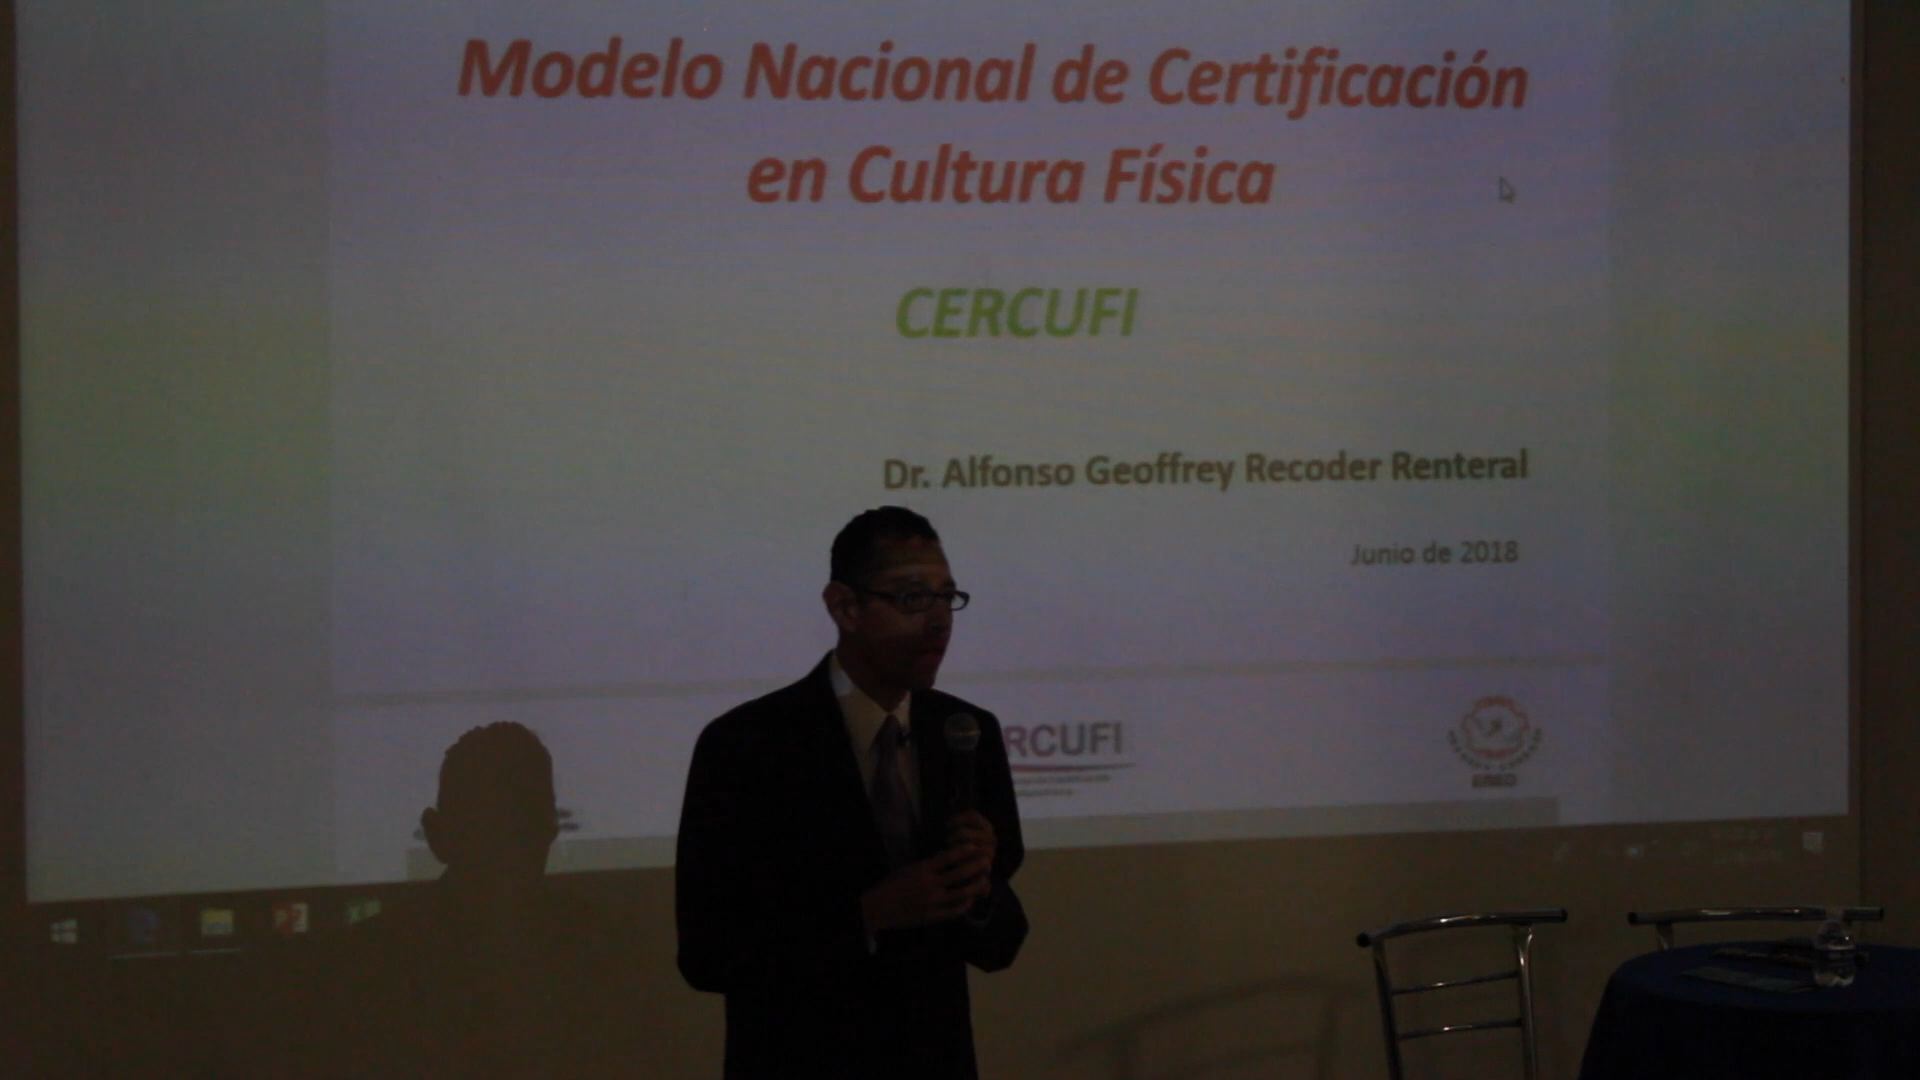 Modelo Nacional de Certificación
en Cultura Física
CERCUFI
Dr. Alfonso Geoffrey Recoder Renteral
Junio de 2018
RCUFI